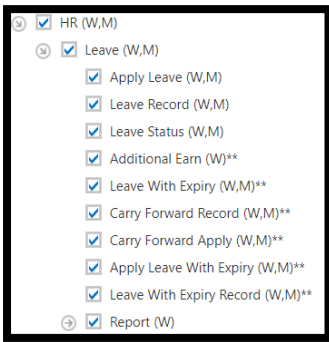 HR (W,M)
Leave (W,M)
Apply Leave (W,M)
Leave Record (W,M)
Leave Status (W,M)
Additional Earn (W)**
Leave With Expiry (W,M)**
Carry Forward Record (W,M)**
Carry Forward Apply (W,M)**
Apply Leave With Expiry (W,M)**
Leave With Expiry Record (W,M)**
Report (W)